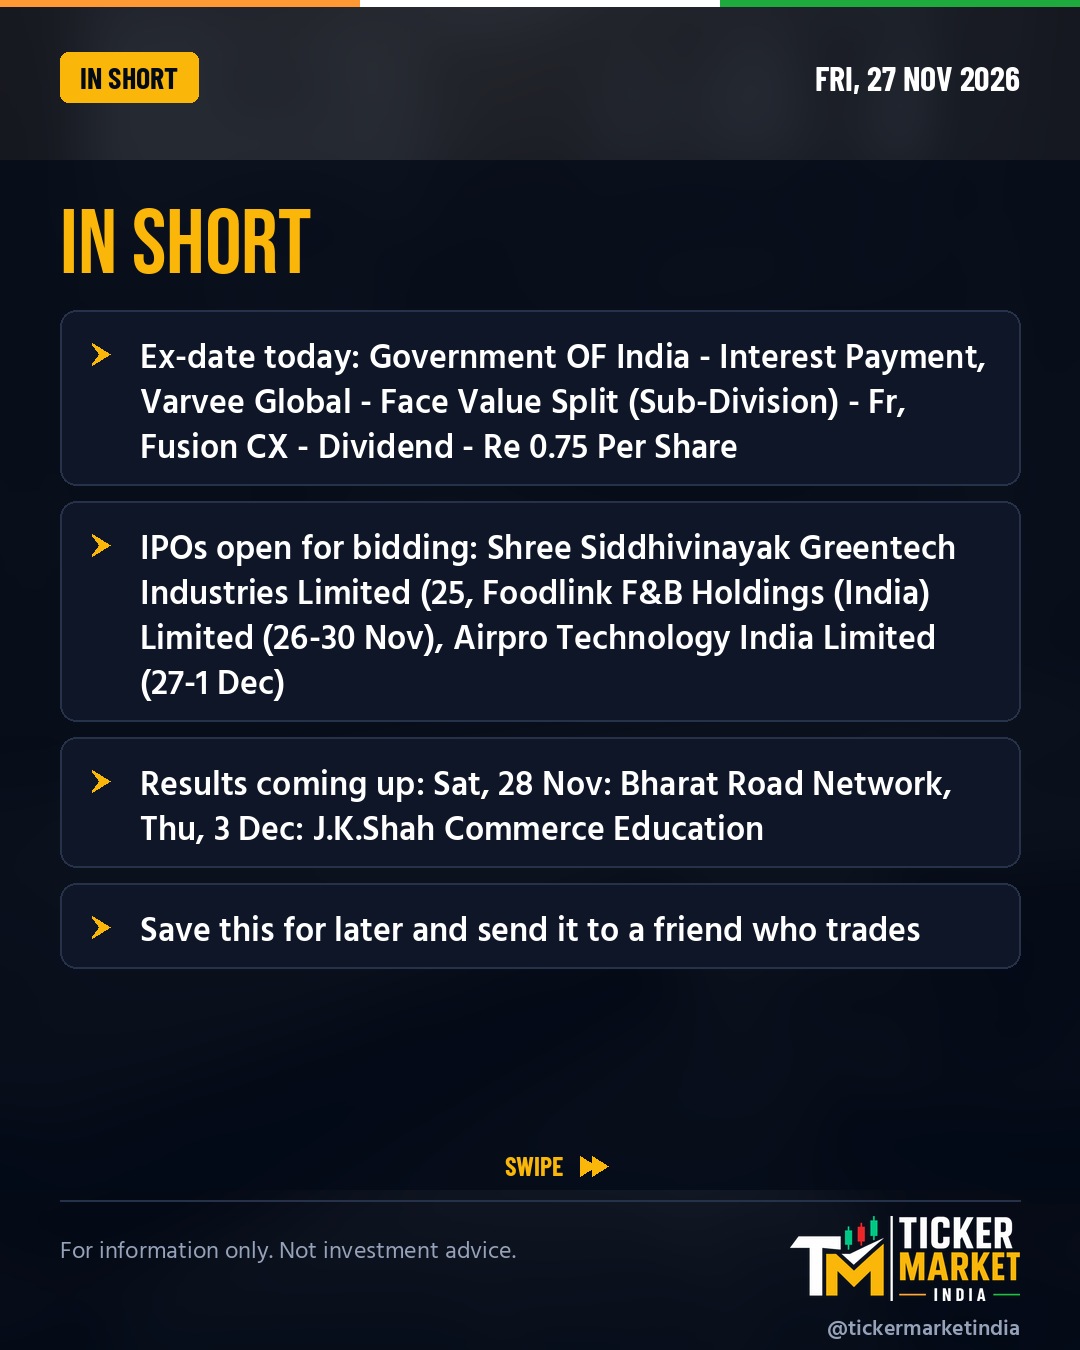 IN SHORT
FRI, 27 NOV 2026
IN SHORT
Ex-date today: Government OF India - Interest Payment,
Varvee Global - Face Value Split (Sub-Division) - Fr,
Fusion CX - Dividend - Re 0.75 Per Share
IPOs open for bidding: Shree Siddhivinayak Greentech
Industries Limited (25, Foodlink F&B Holdings (India)
Limited (26-30 Nov), Airpro Technology India Limited
(27-1 Dec)
Results coming up: Sat, 28 Nov: Bharat Road Network,
Thu, 3 Dec: J.K.Shah Commerce Education
Save this for later and send it to a friend who trades
SWIPE
For information only. Not investment advice.
TM
TICKER
MARKET
INDIA
@tickermarketindia